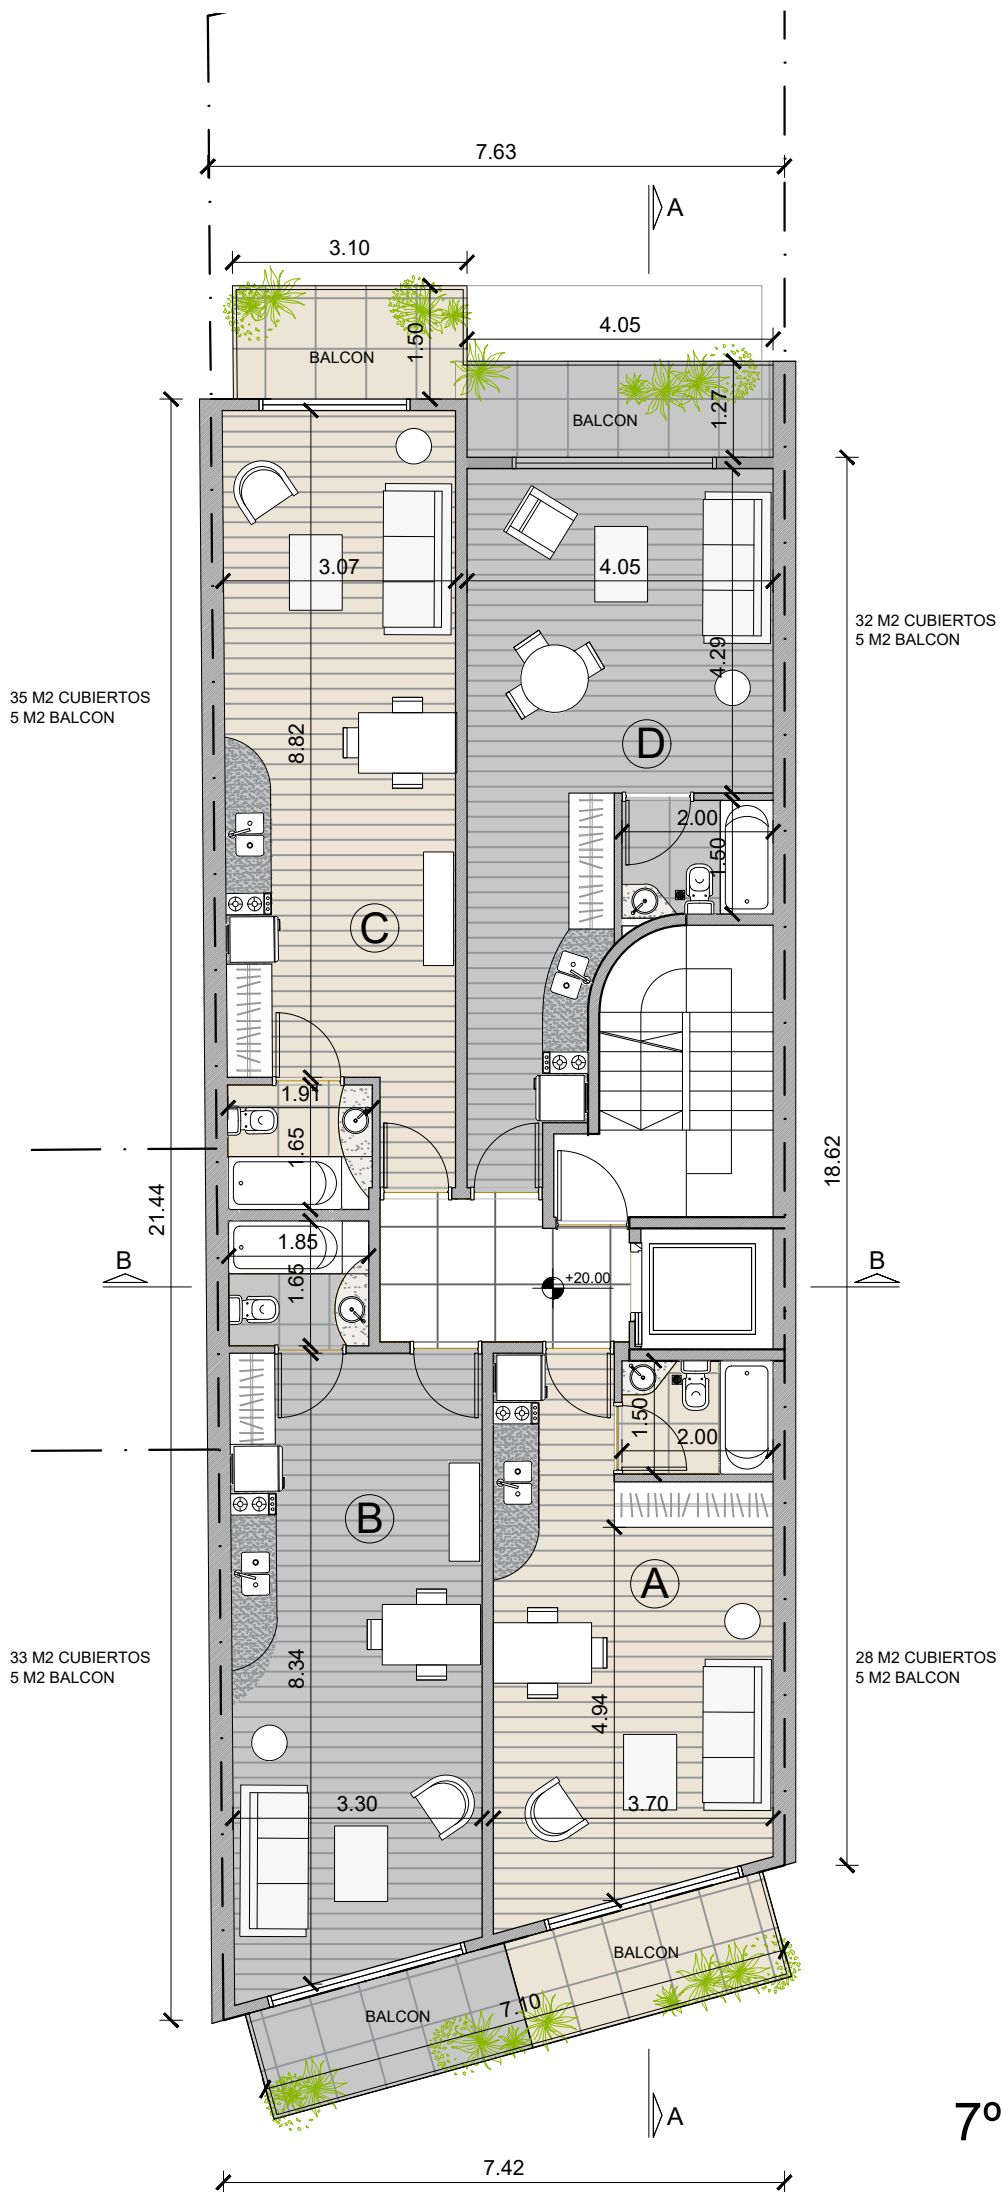 7.63
A
3.10
4.05
1.50
BALCON
1.27
BALCON
3.07
4.05
32 M2 CUBIERTOS
5 M2 BALCON
4.29
35 M2 CUBIERTOS
5 M2 BALCON
8.82
D
2.00
1.50
C
1.91
1.65
18.62
21.44
B
1.85
1.65
+20.00
B
1.50
2.00
B
A
33 M2 CUBIERTOS
5 M2 BALCON
8.34
28 M2 CUBIERTOS
5 M2 BALCON
4.94
3.30
3.70
BALCON
BALCON
7.10
A
7º
7.42